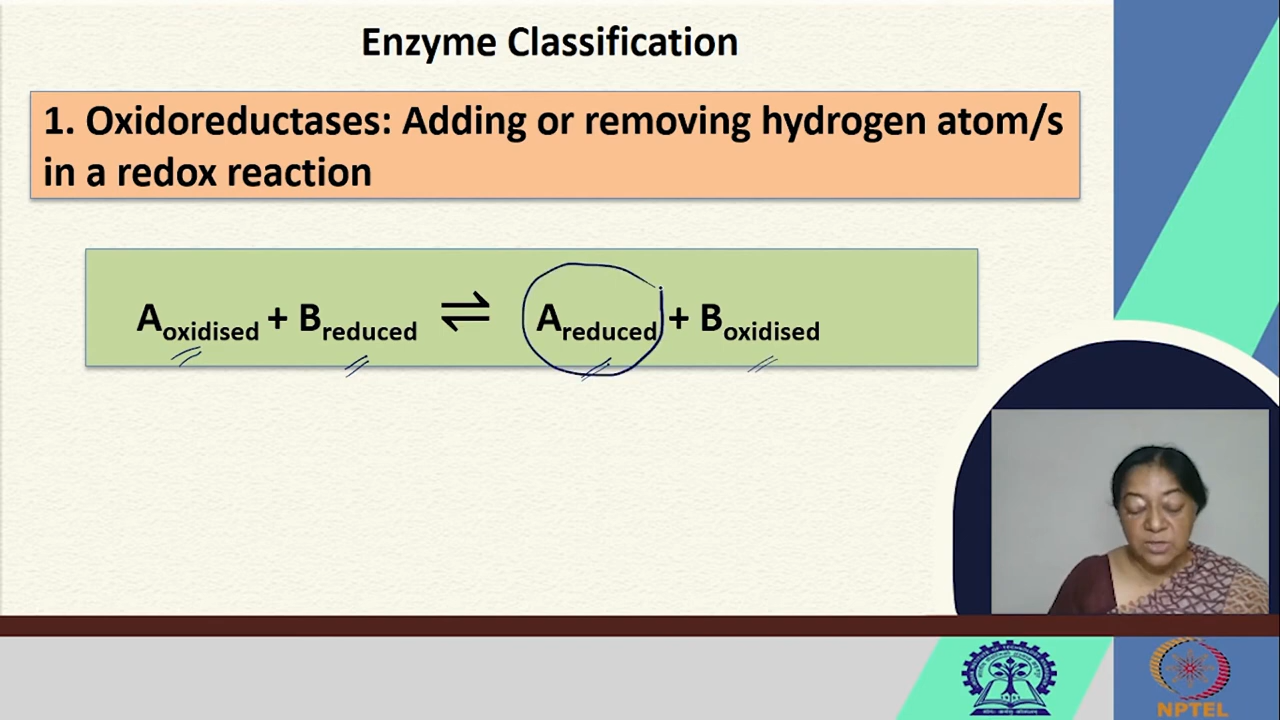 Enzyme Classification
1. Oxidoreductases: Adding or removing hydrogen atom/s
in a redox reaction
Aoxidised + Breduced ⇌ Areduced + Boxidised
NPTEL